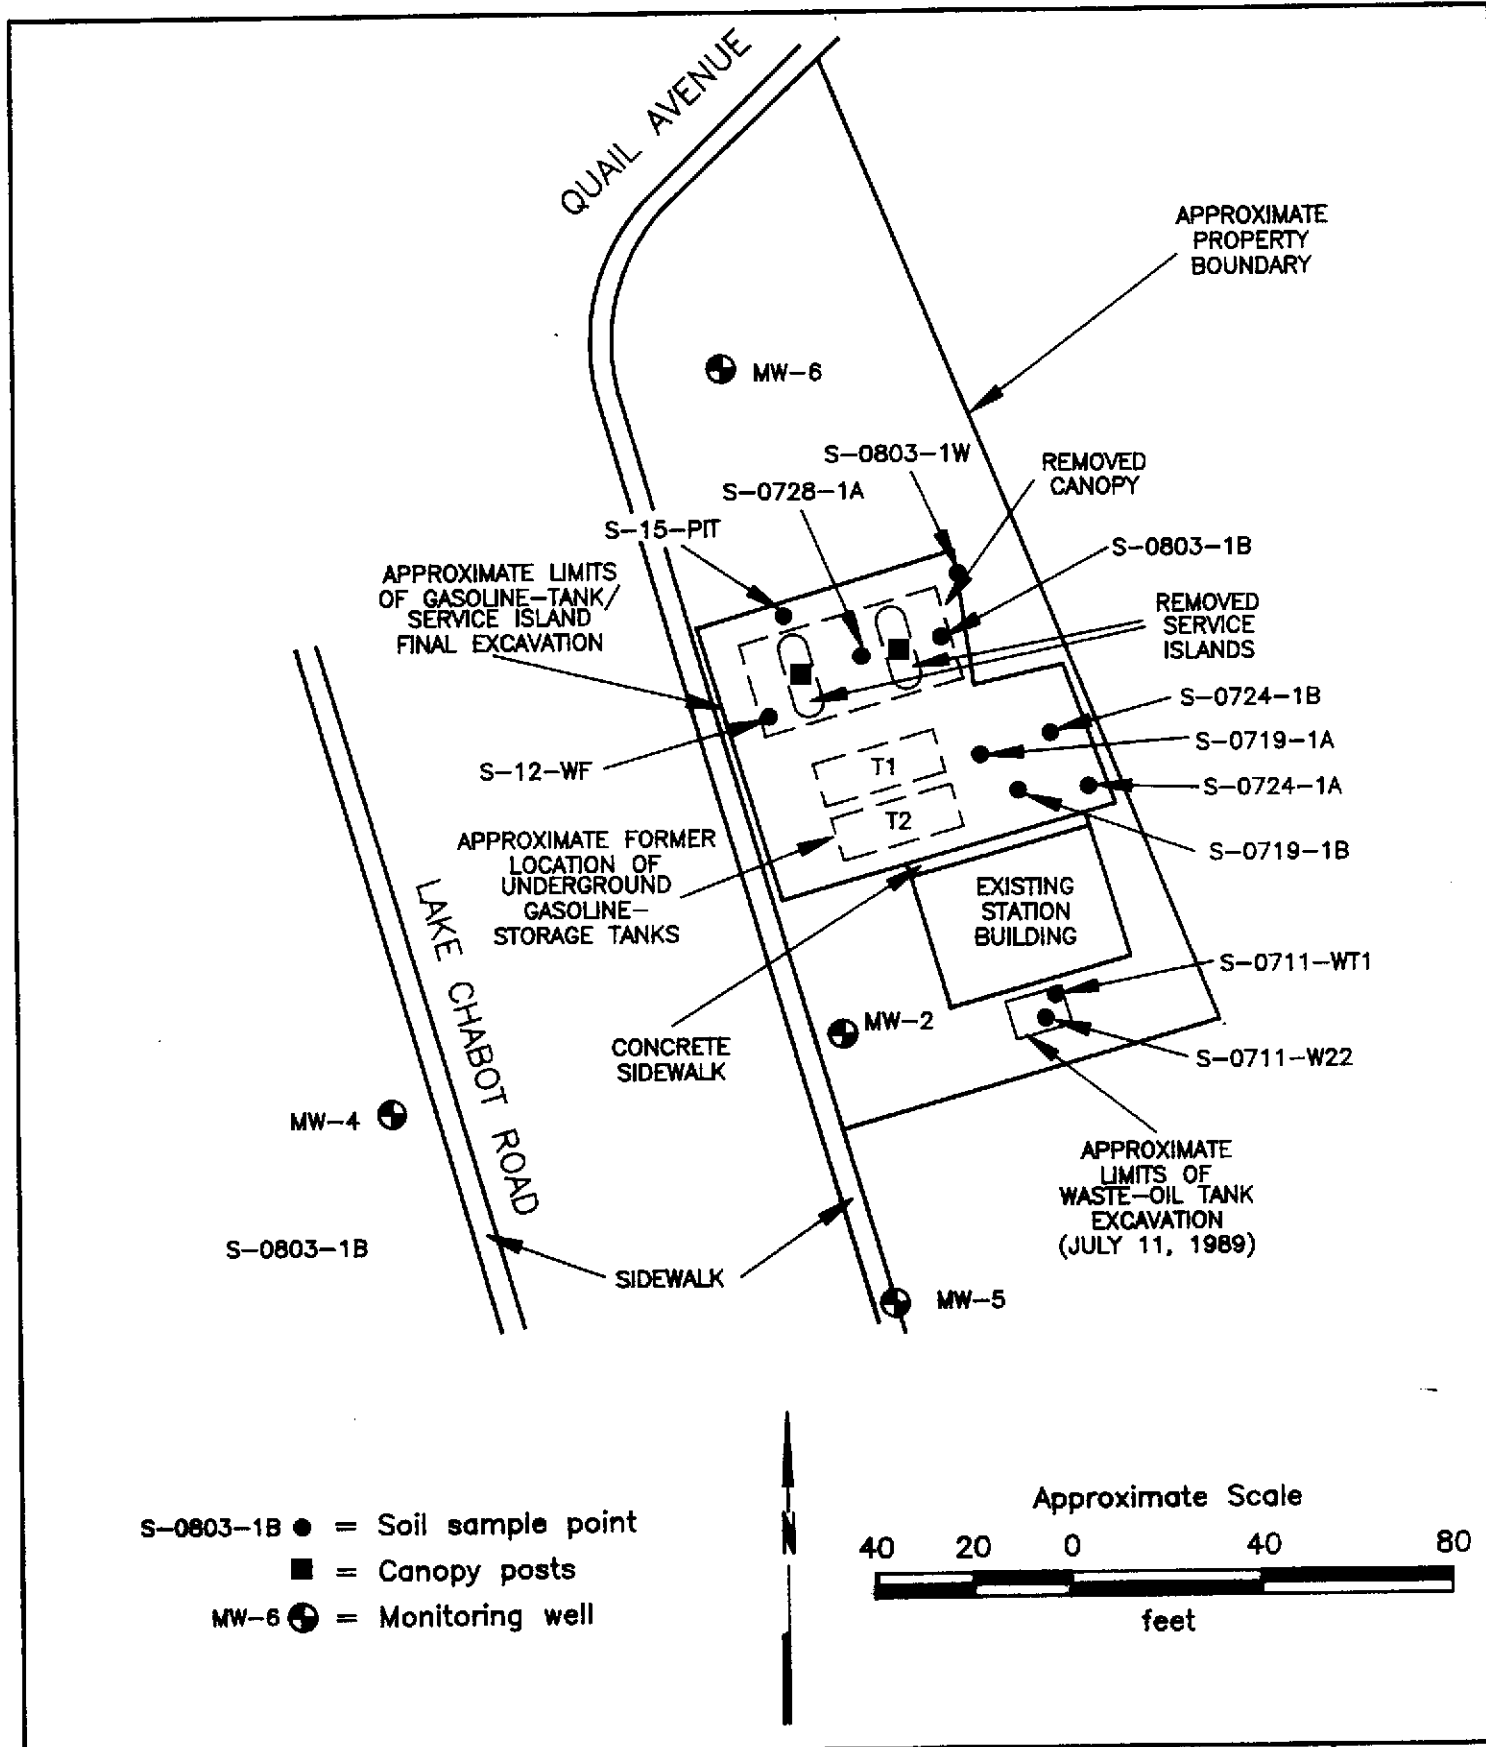 QUAIL AVENUE
APPROXIMATE
PROPERTY
BOUNDARY
MW-6
S-0803-1W
REMOVED
CANOPY
S-0728-1A
S-15-PIT
S-0803-1B
APPROXIMATE LIMITS
OF GASOLINE-TANK/
SERVICE ISLAND
FINAL EXCAVATION
REMOVED
SERVICE
ISLANDS
S-0724-1B
S-0719-1A
S-12-WF
T1
S-0724-1A
T2
APPROXIMATE FORMER
LOCATION OF
UNDERGROUND
GASOLINE-
STORAGE TANKS
S-0719-1B
EXISTING
STATION
BUILDING
LAKE CHABOT ROAD
S-0711-WT1
MW-2
CONCRETE
SIDEWALK
S-0711-W22
MW-4
APPROXIMATE
LIMITS OF
WASTE-OIL TANK
EXCAVATION
(JULY 11, 1989)
S-0803-1B
SIDEWALK
MW-5
N
S-0803-1B = Soil sample point
= Canopy posts
MW-6 = Monitoring well
Approximate Scale
40 20 0 40 80
feet